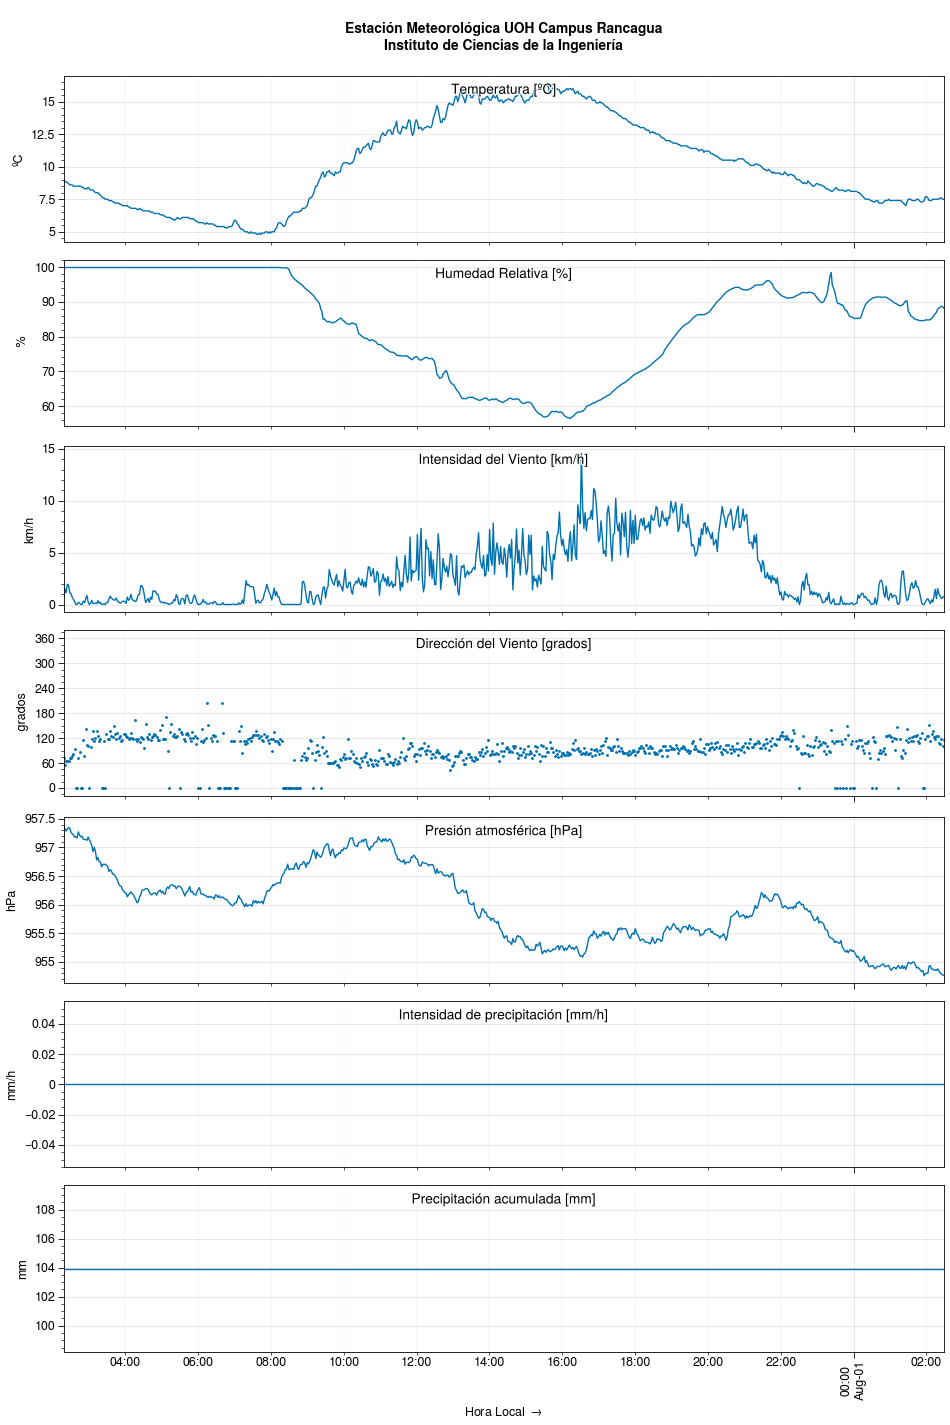 Estación Meteorológica UOH Campus Rancagua
Instituto de Ciencias de la Ingeniería
Temperatura [ºC]
15
12.5
10
7.5
5
ºC
Humedad Relativa [%]
100
90
80
70
60
%
Intensidad del Viento [km/h]
15
10
5
0
km/h
Dirección del Viento [grados]
360
300
240
180
120
60
0
grados
Presión atmosférica [hPa]
957.5
957
956.5
956
955.5
955
hPa
Intensidad de precipitación [mm/h]
0.04
0.02
0
−0.02
−0.04
mm/h
Precipitación acumulada [mm]
108
106
104
102
100
mm
04:00 06:00 08:00 10:00 12:00 14:00 16:00 18:00 20:00 22:00 00:00 02:00
Aug-01
Hora Local →